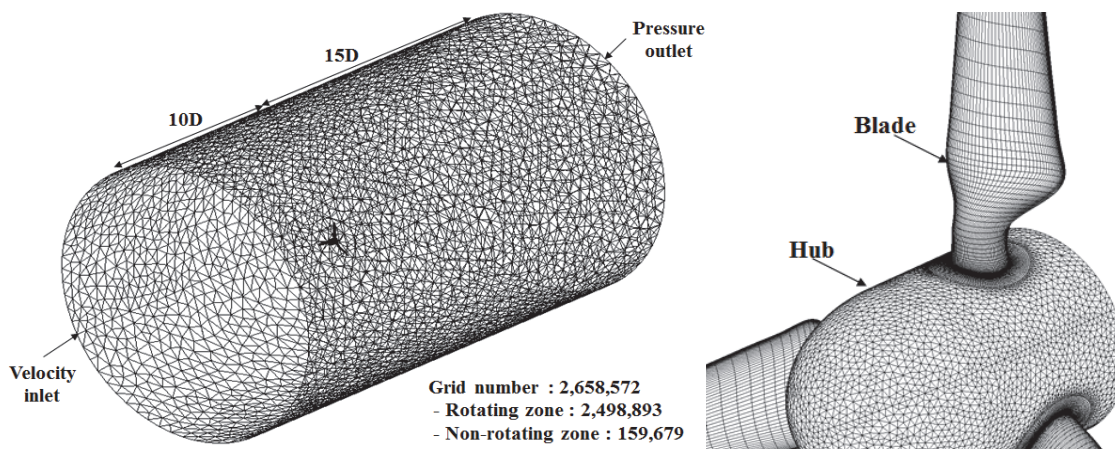 15D
Pressure
outlet
10D
Velocity
inlet
Grid number : 2,658,572
- Rotating zone : 2,498,893
- Non-rotating zone : 159,679
Blade
Hub